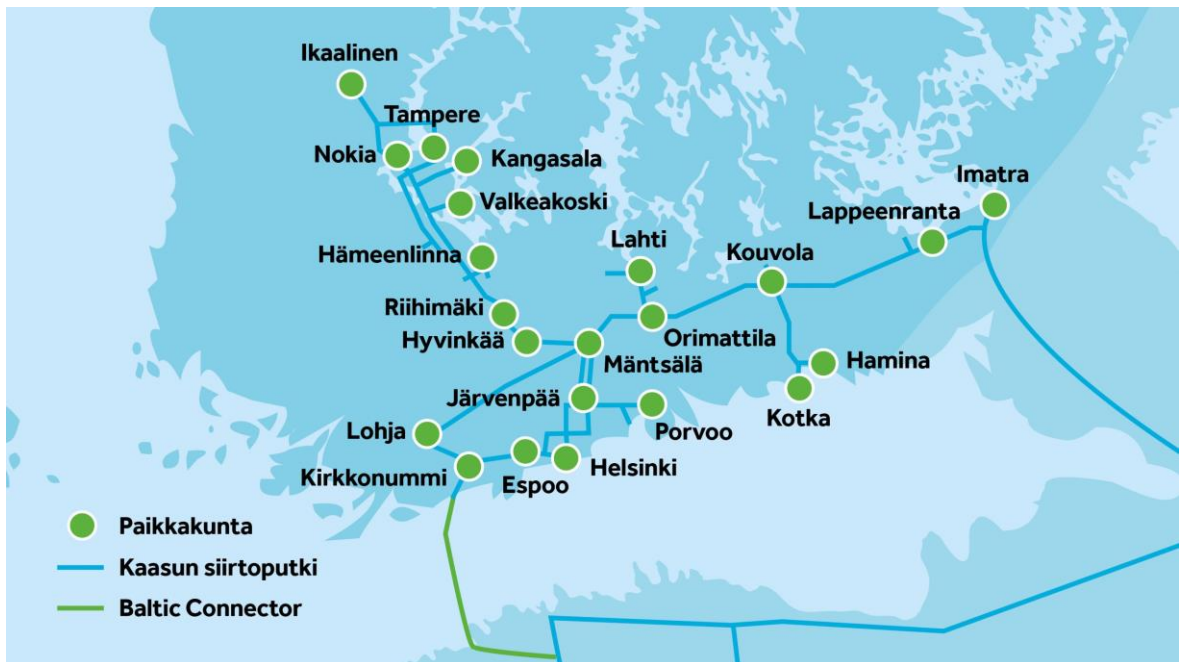 Ikaalinen
Tampere
Nokia
Kangasala
Valkeakoski
Imatra
Lappeenranta
Lahti
Kouvola
Hämeenlinna
Riihimäki
Hyvinkää
Orimattila
Mäntsälä
Hamina
Järvenpää
Kotka
Lohja
Porvoo
Kirkkonummi
Espoo
Helsinki
Paikkakunta
Kaasun siirtoputki
Baltic Connector